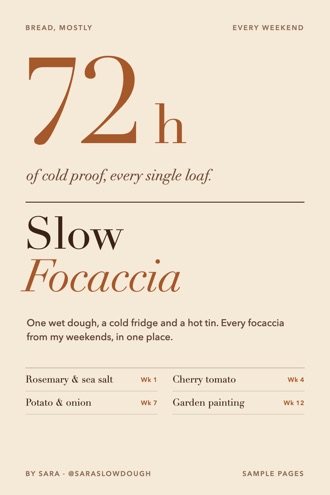 BREAD, MOSTLY
EVERY WEEKEND
72 h
of cold proof, every single loaf.
Slow
Focaccia
One wet dough, a cold fridge and a hot tin. Every focaccia
from my weekends, in one place.
Rosemary & sea salt Wk 1
Cherry tomato Wk 4
Potato & onion Wk 7
Garden painting Wk 12
BY SARA · @SARASLOWDOUGH
SAMPLE PAGES